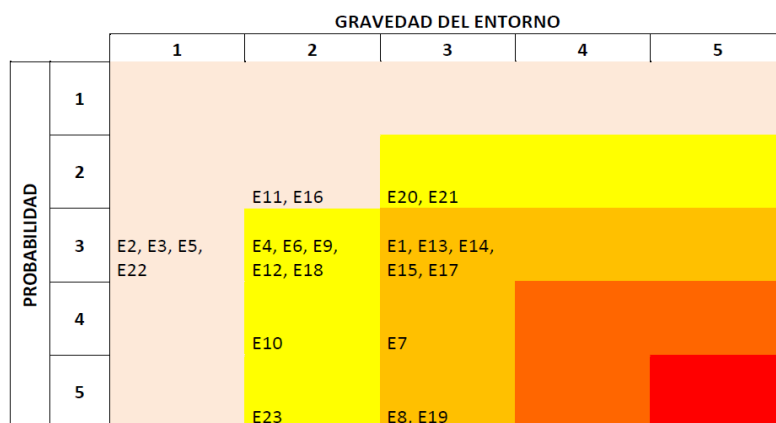 GRAVEDAD DEL ENTORNO
1 2 3 4 5
PROBABILIDAD
1
2
E11, E16 E20, E21
3
E2, E3, E5, E4, E6, E9, E1, E13, E14,
E22 E12, E18 E15, E17
4
E10 E7
5
E23 E8, E19